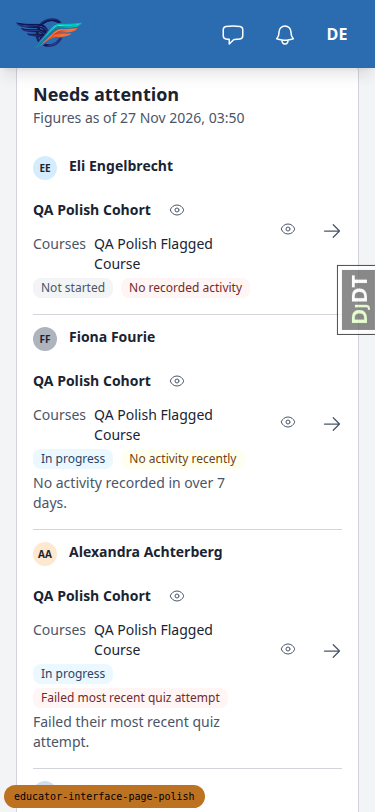 DE
Needs attention
Figures as of 27 Nov 2026, 03:50
EE Eli Engelbrecht
QA Polish Cohort
Courses QA Polish Flagged
Course
Not started No recorded activity
DjDT
FF Fiona Fourie
QA Polish Cohort
Courses QA Polish Flagged
Course
In progress No activity recently
No activity recorded in over 7
days.
AA Alexandra Achterberg
QA Polish Cohort
Courses QA Polish Flagged
Course
In progress
Failed most recent quiz attempt
Failed their most recent quiz
attempt.
educator-interface-page-polish